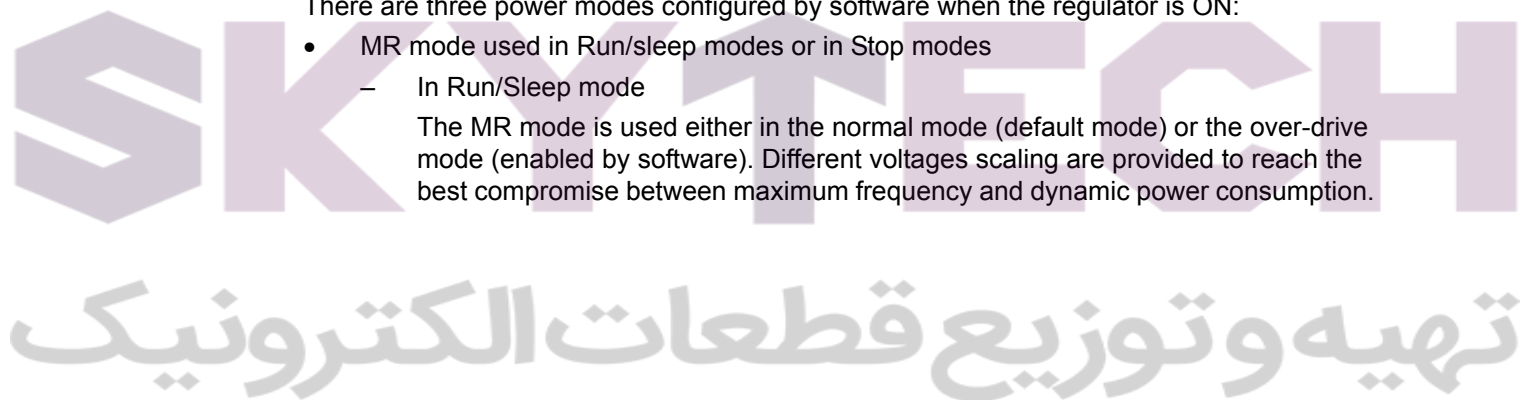 There are three power modes configured by software when the regulator is ON:
• MR mode used in Run/sleep modes or in Stop modes
– In Run/Sleep mode
The MR mode is used either in the normal mode (default mode) or the over-drive
mode (enabled by software). Different voltages scaling are provided to reach the
best compromise between maximum frequency and dynamic power consumption.
SKYTECH
تهیه و توزیع قطعات الکترونیک